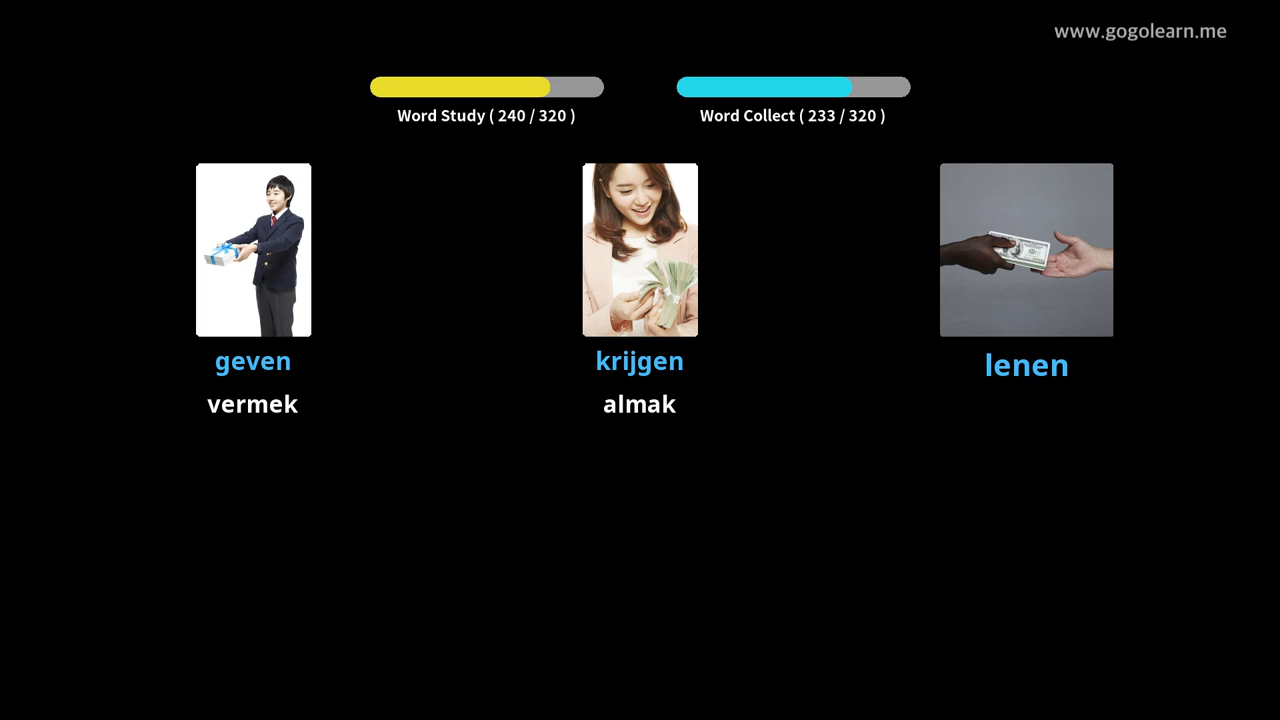 www.gogolearn.me
Word Study ( 240 / 320 )
Word Collect ( 233 / 320 )
geven
krijgen
lenen
vermek
almak